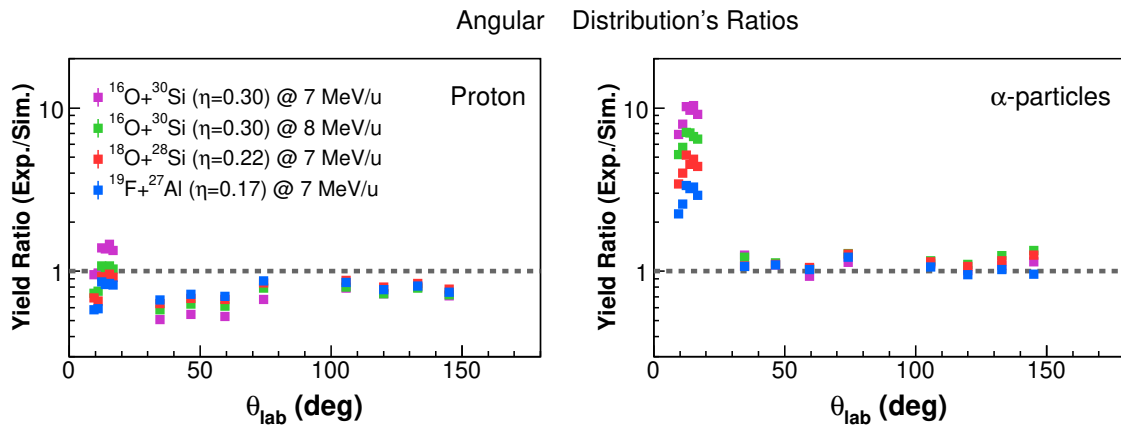 Angular Distribution's Ratios
Yield Ratio (Exp./Sim.)
10
1
¹⁶O+³⁰Si (η=0.30) @ 7 MeV/u
¹⁶O+³⁰Si (η=0.30) @ 8 MeV/u
¹⁸O+²⁸Si (η=0.22) @ 7 MeV/u
¹⁹F+²⁷Al (η=0.17) @ 7 MeV/u
Proton
0 50 100 150
θlab (deg)
Yield Ratio (Exp./Sim.)
10
1
α-particles
0 50 100 150
θlab (deg)